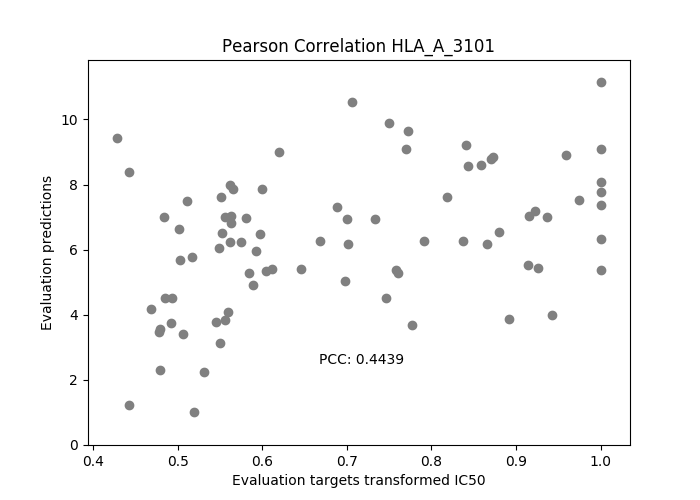 Pearson Correlation HLA_A_3101
Evaluation predictions
10
8
6
4
2
0
PCC: 0.4439
0.4 0.5 0.6 0.7 0.8 0.9 1.0
Evaluation targets transformed IC50